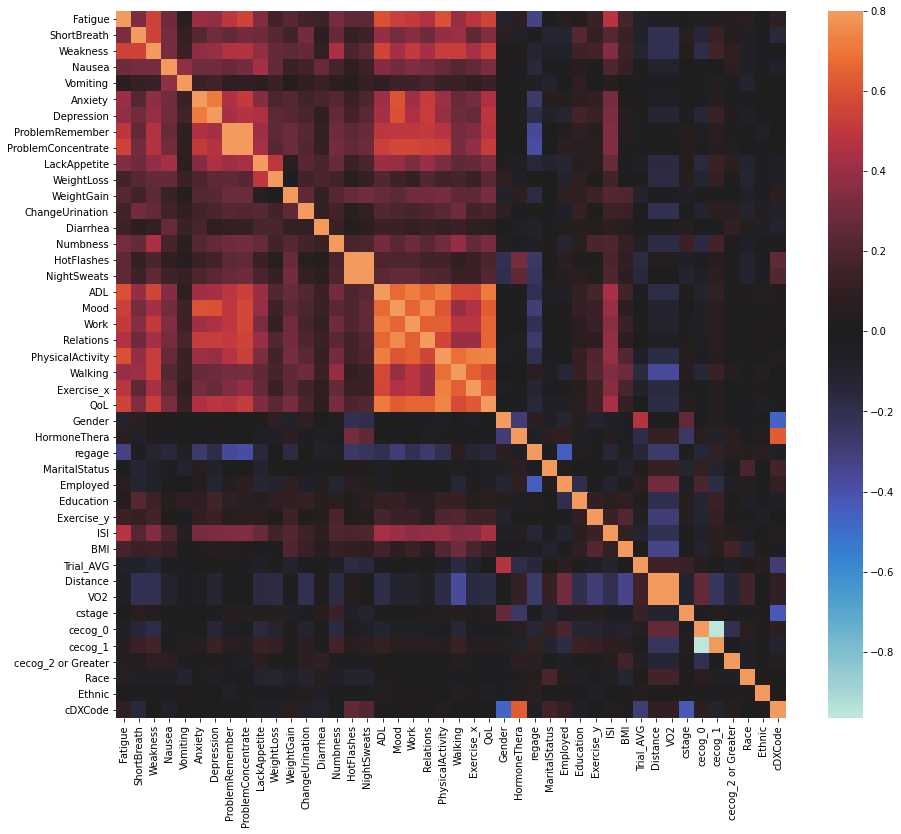 Fatigue
ShortBreath
Weakness
Nausea
Vomiting
Anxiety
Depression
ProblemRemember
ProblemConcentrate
LackAppetite
WeightLoss
WeightGain
ChangeUrination
Diarrhea
Numbness
HotFlashes
NightSweats
ADL
Mood
Work
Relations
PhysicalActivity
Walking
Exercise_x
QoL
Gender
HormoneThera
regage
MaritalStatus
Employed
Education
Exercise_y
ISI
BMI
Trial_AVG
Distance
VO2
cstage
cecog_0
cecog_1
cecog_2 or Greater
Race
Ethnic
cDXCode
Fatigue
ShortBreath
Weakness
Nausea
Vomiting
Anxiety
Depression
ProblemRemember
ProblemConcentrate
LackAppetite
WeightLoss
WeightGain
ChangeUrination
Diarrhea
Numbness
HotFlashes
NightSweats
ADL
Mood
Work
Relations
PhysicalActivity
Walking
Exercise_x
QoL
Gender
HormoneThera
regage
MaritalStatus
Employed
Education
Exercise_y
ISI
BMI
Trial_AVG
Distance
VO2
cstage
cecog_0
cecog_1
cecog_2 or Greater
Race
Ethnic
cDXCode
0.8
0.6
0.4
0.2
0.0
−0.2
−0.4
−0.6
−0.8